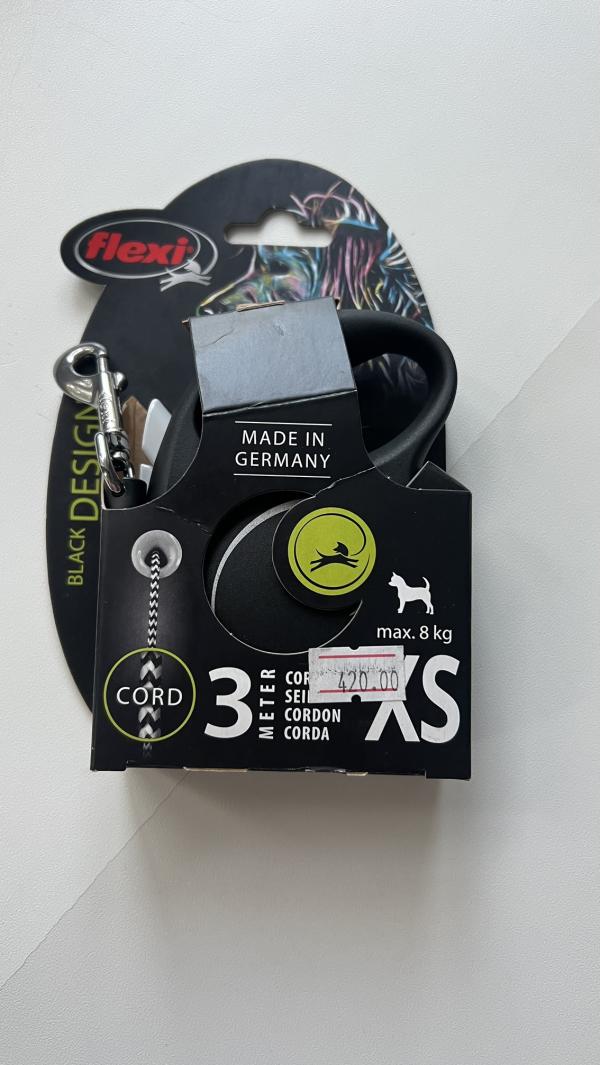 flexi
BLACK DESIGN
MADE IN
GERMANY
max. 8 kg
CORD
3
METER
CORDON
CORDA
420.00
XS